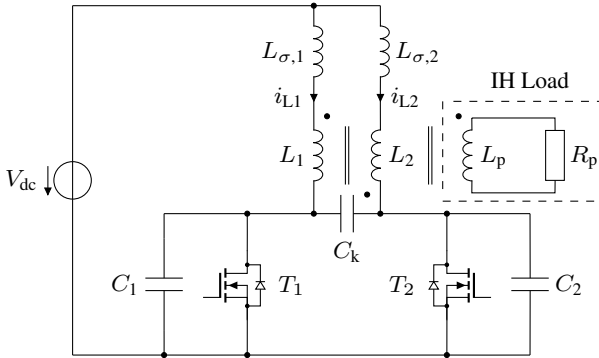 L_{σ,1}
L_{σ,2}
i_{L1}
i_{L2}
IH Load
L_1
L_2
L_p
R_p
V_{dc}
C_k
C_1
T_1
T_2
C_2